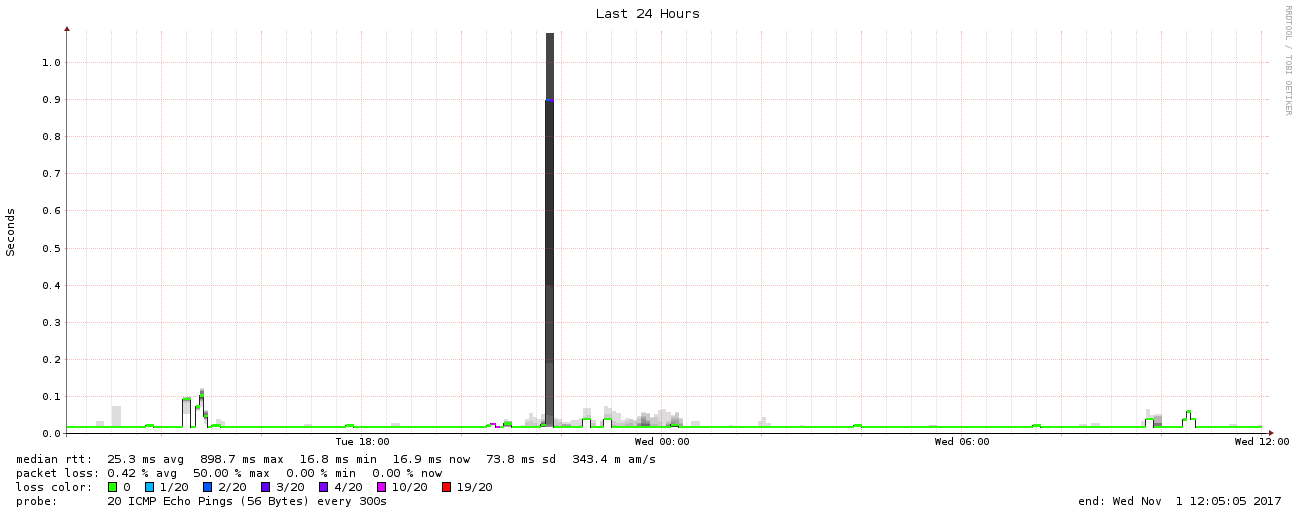 Last 24 Hours
RRDTOOL / TOBI OETIKER
Seconds
1.0
0.9
0.8
0.7
0.6
0.5
0.4
0.3
0.2
0.1
0.0
Tue 18:00 Wed 00:00 Wed 06:00 Wed 12:00
median rtt: 25.3 ms avg 898.7 ms max 16.8 ms min 16.9 ms now 73.8 ms sd 343.4 m am/s
packet loss: 0.42 % avg 50.00 % max 0.00 % min 0.00 % now
loss color: 0 1/20 2/20 3/20 4/20 10/20 19/20
probe: 20 ICMP Echo Pings (56 Bytes) every 300s end: Wed Nov 1 12:05:05 2017